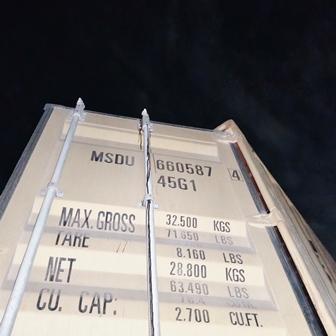 MSDU 660587 4
45G1
MAX.GROSS 32.500 KGS
71.650 LBS
TARE
8.160 LBS
NET 28.800 KGS
63.490 LBS
CU. CAP:
2.700 CU.FT.